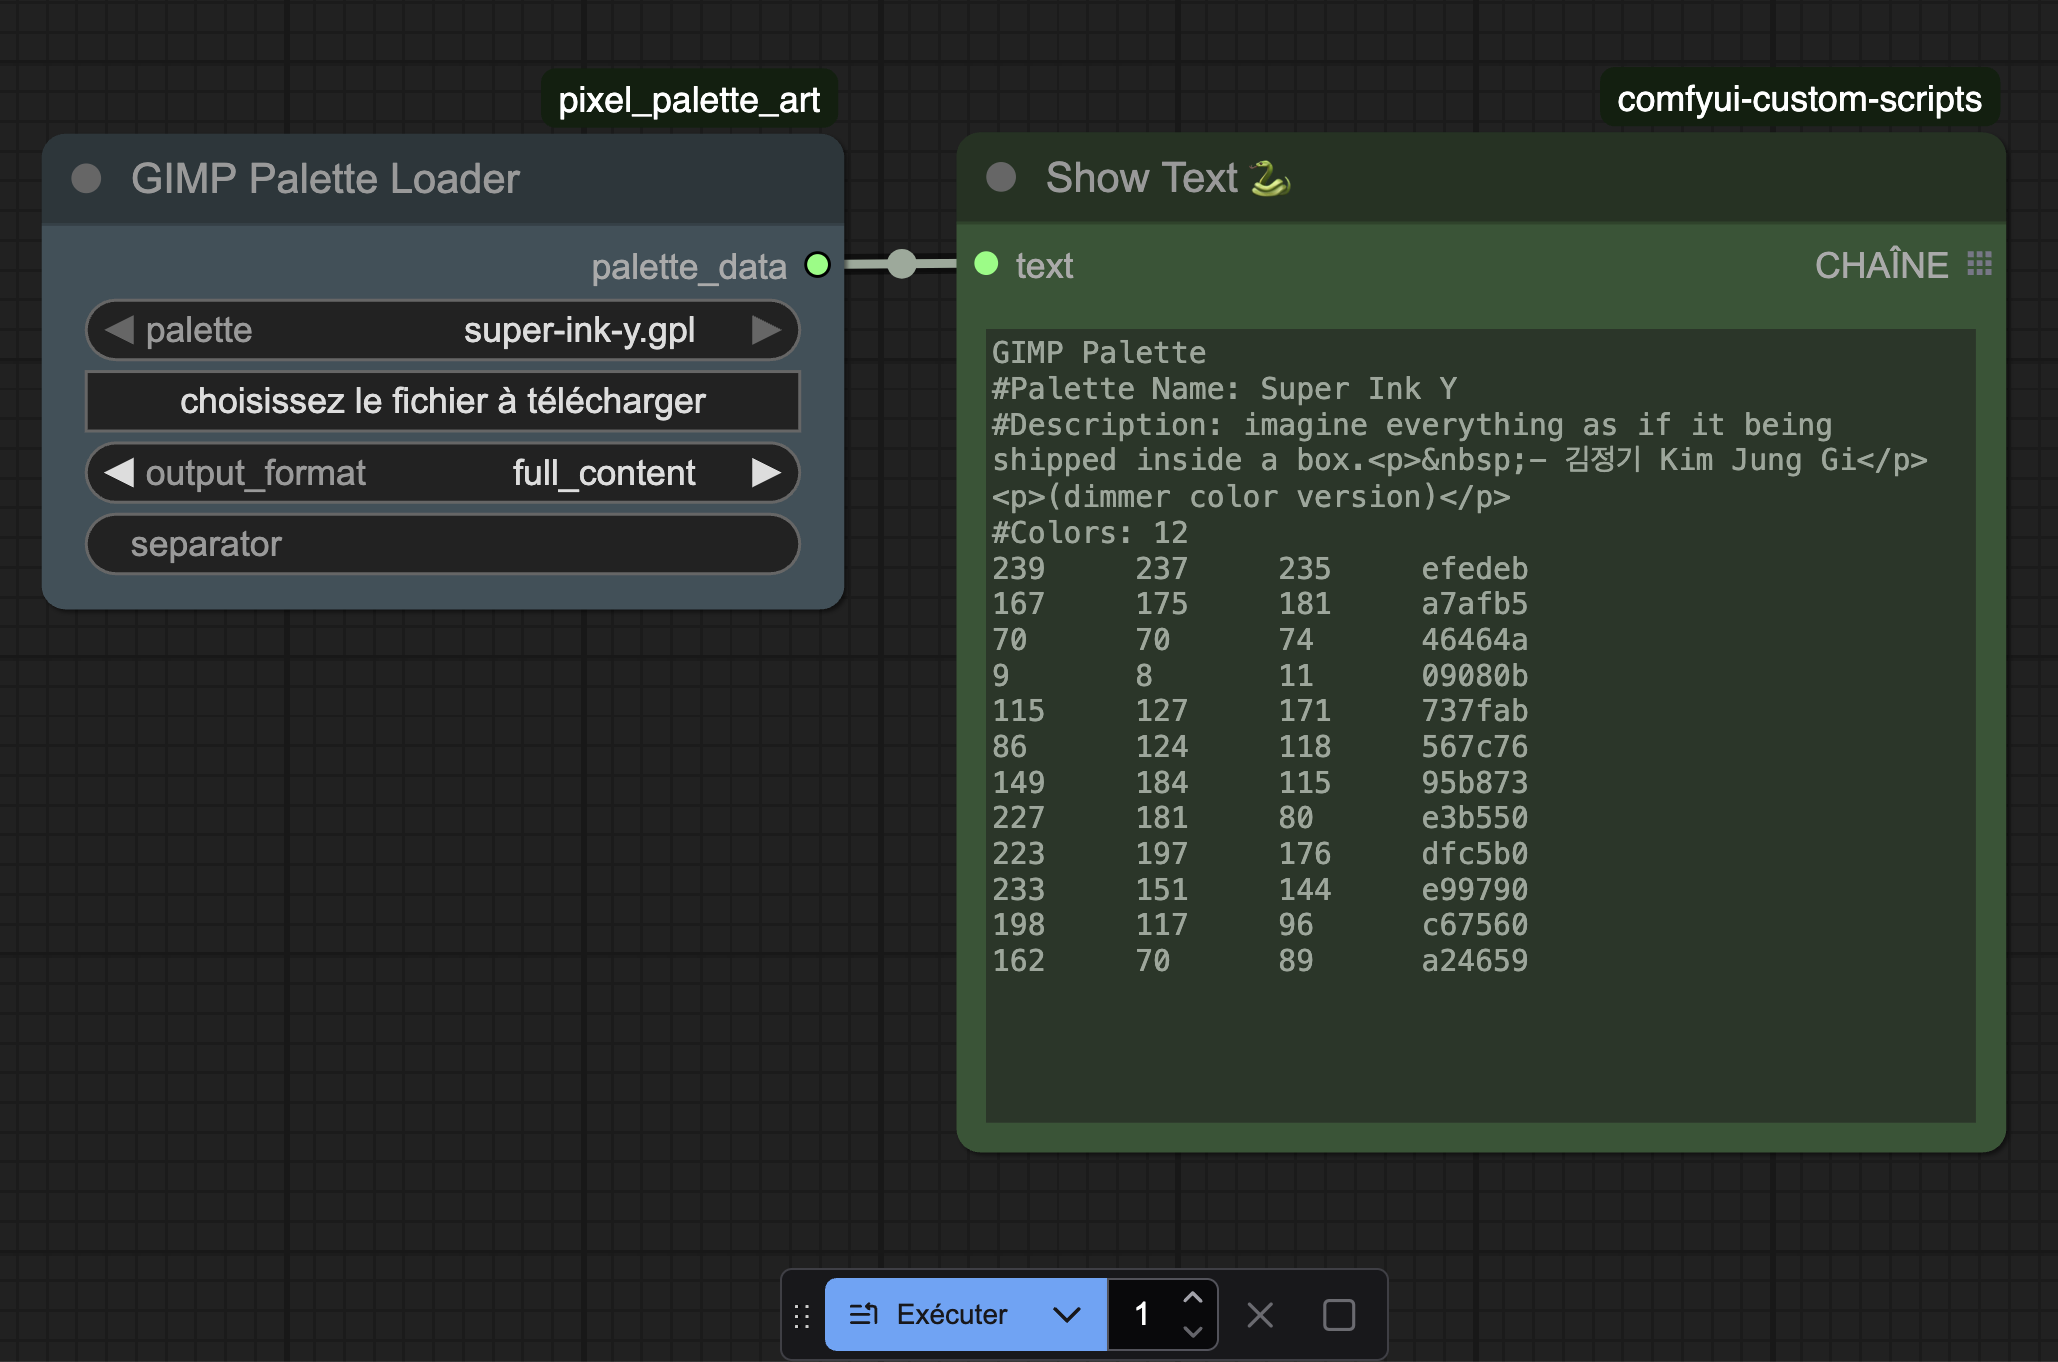 pixel_palette_art
GIMP Palette Loader
palette_data
palette super-ink-y.gpl
choisissez le fichier à télécharger
output_format full_content
separator
comfyui-custom-scripts
Show Text 🐍
text CHAÎNE
GIMP Palette
#Palette Name: Super Ink Y
#Description: imagine everything as if it being
shipped inside a box.<p>&nbsp;– 김정기 Kim Jung Gi</p>
<p>(dimmer color version)</p>
#Colors: 12
239 237 235 efedeb
167 175 181 a7afb5
70 70 74 46464a
9 8 11 09080b
115 127 171 737fab
86 124 118 567c76
149 184 115 95b873
227 181 80 e3b550
223 197 176 dfc5b0
233 151 144 e99790
198 117 96 c67560
162 70 89 a24659
Exécuter 1